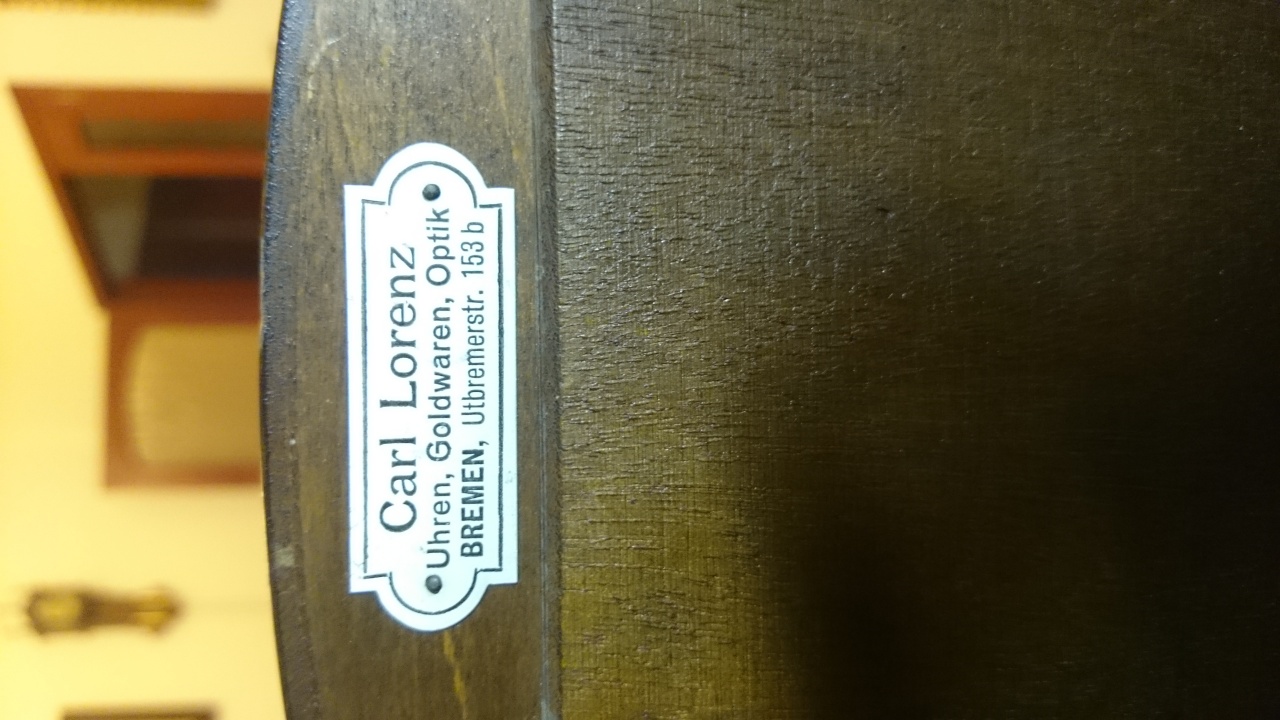 Carl Lorenz
Uhren, Goldwaren, Optik
BREMEN, Utbremerstr. 153 b